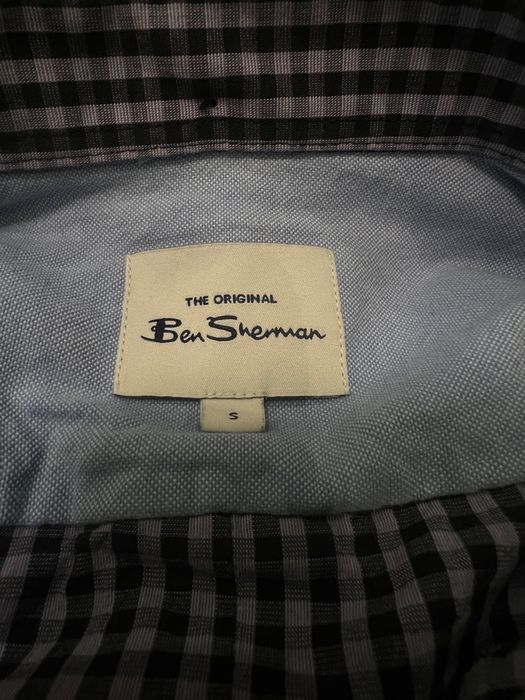 THE ORIGINAL
Ben Sherman
S